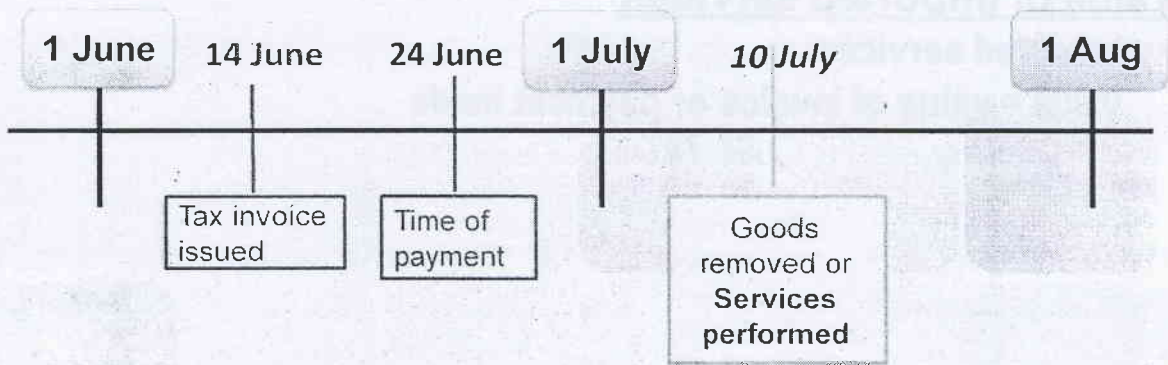 1 June
14 June
24 June
1 July
10 July
1 Aug
Tax invoice
issued
Time of
payment
Goods
removed or
Services
performed